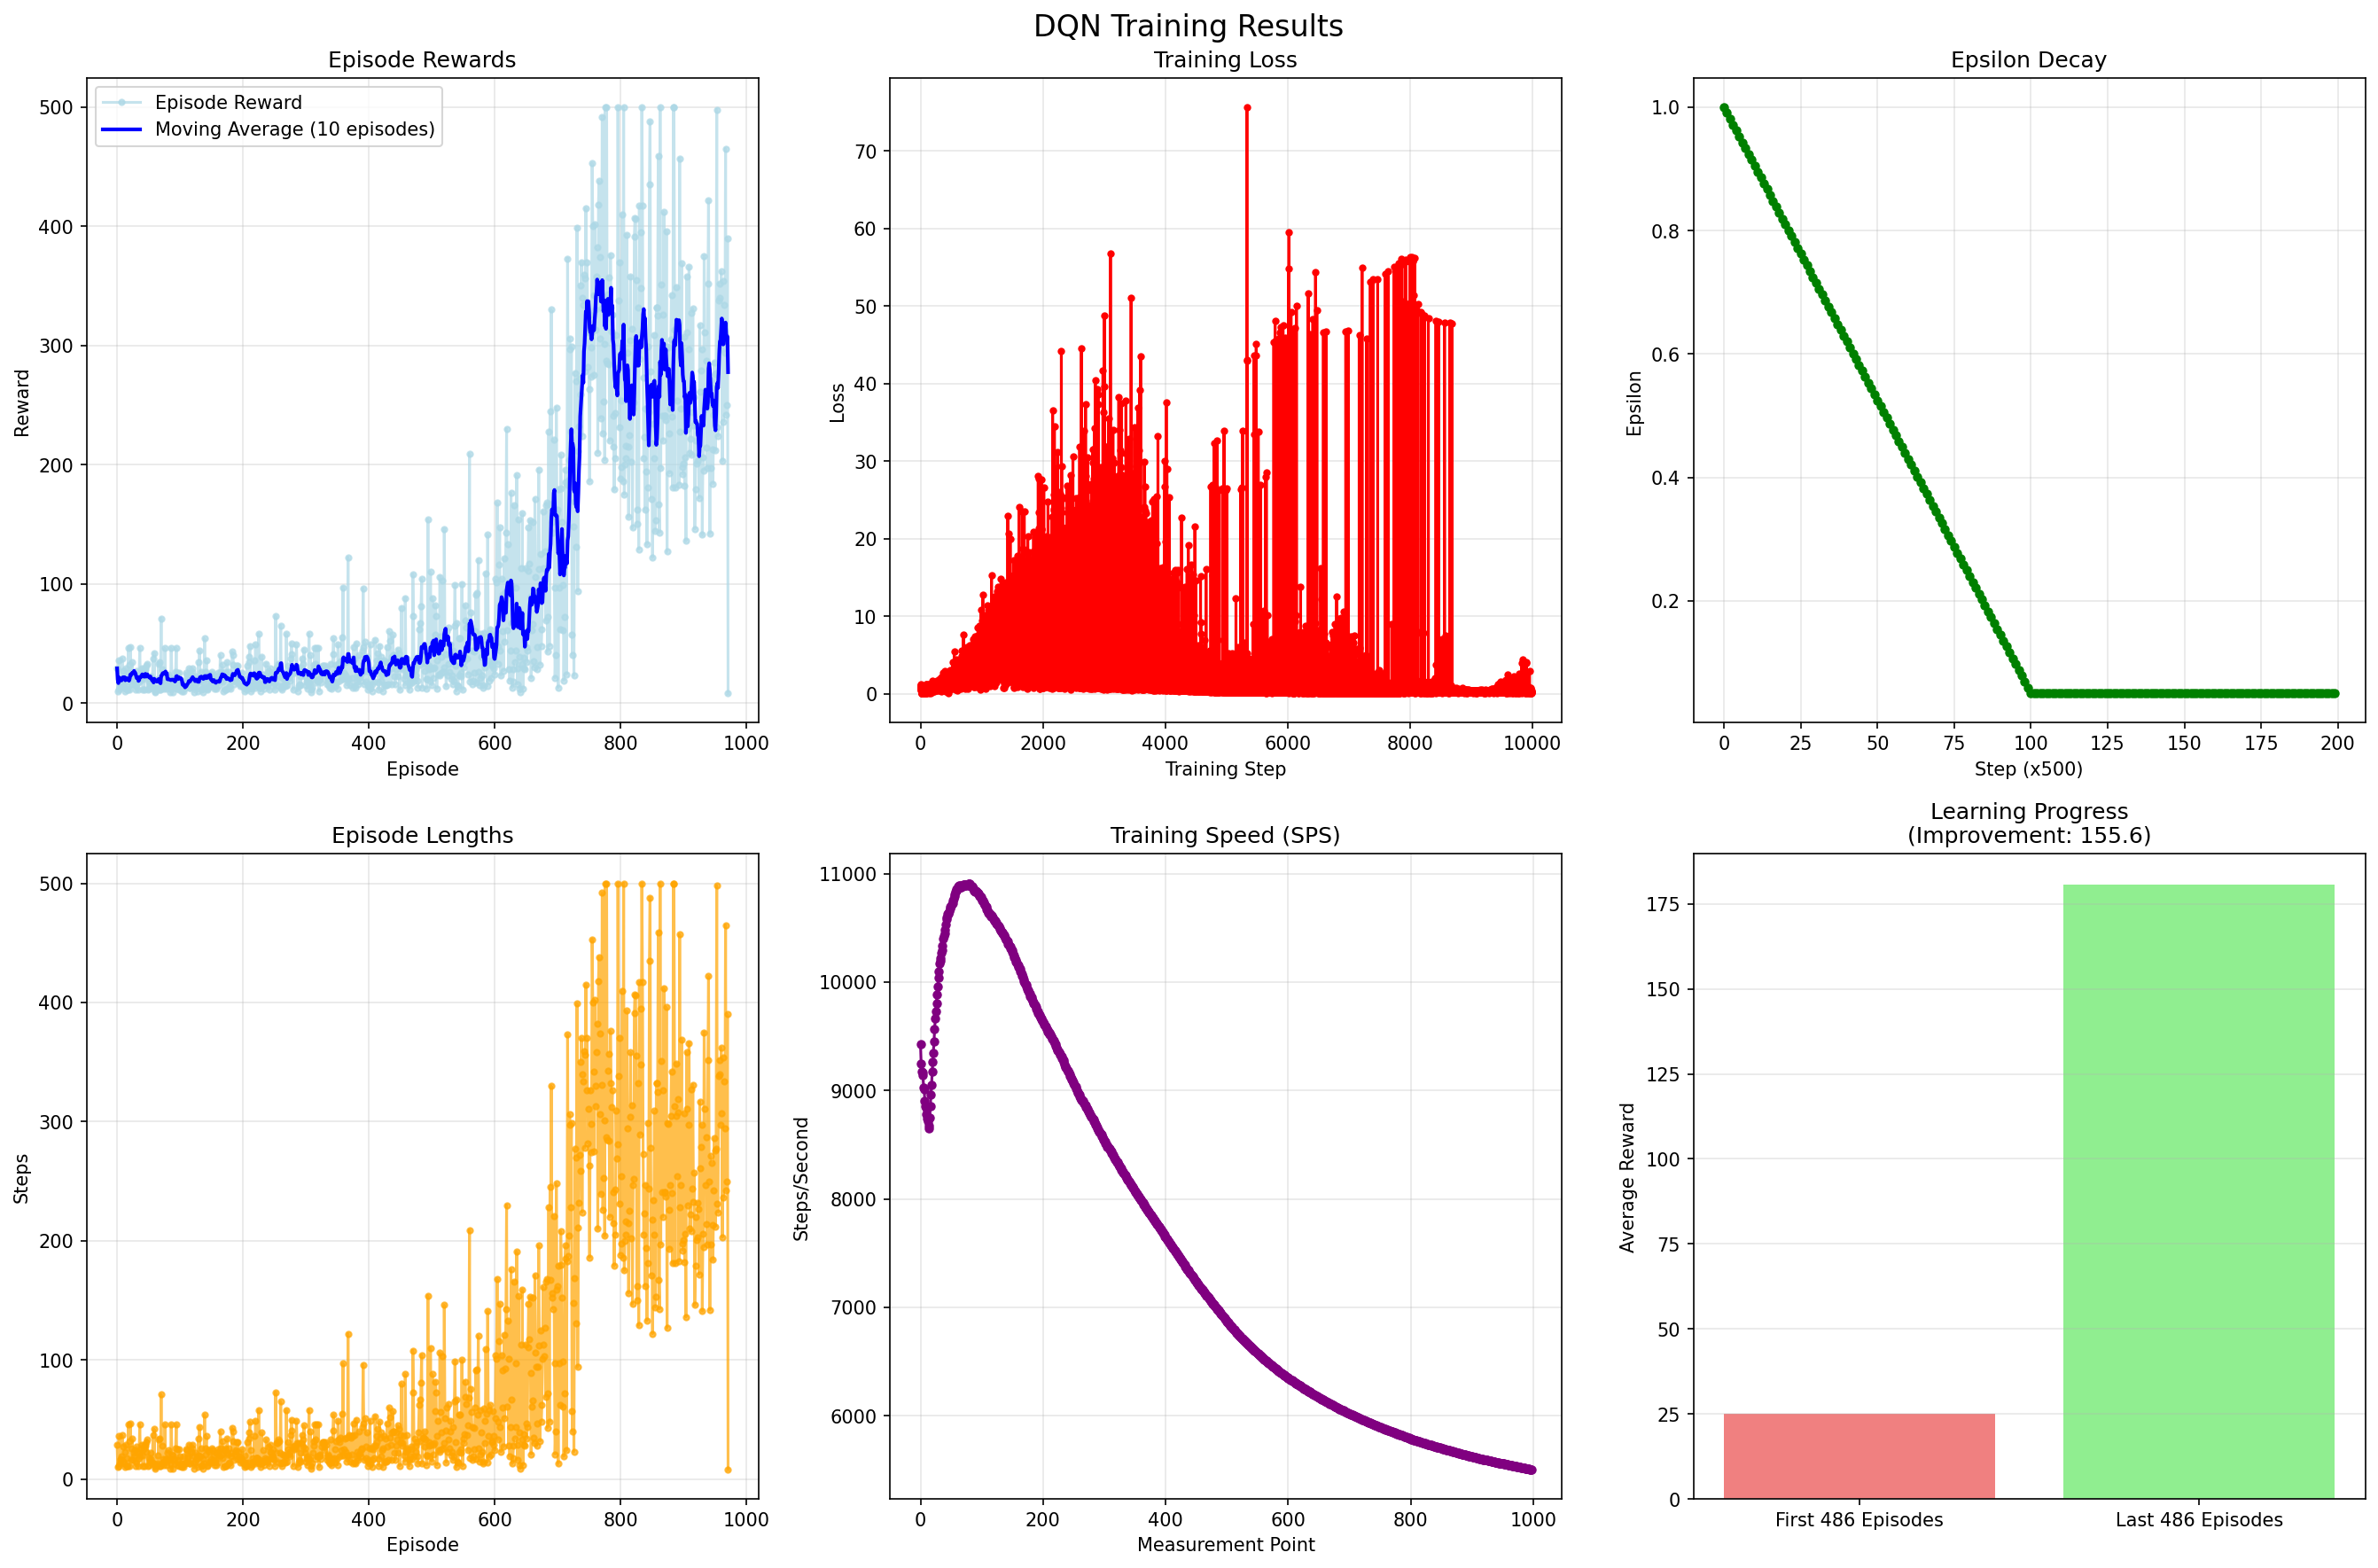 DQN Training Results
Episode Rewards
Episode Reward
Moving Average (10 episodes)
500
400
300
200
100
0
Reward
0 200 400 600 800 1000
Episode
Training Loss
70
60
50
40
30
20
10
0
Loss
0 2000 4000 6000 8000 10000
Training Step
Epsilon Decay
1.0
0.8
0.6
0.4
0.2
Epsilon
0 25 50 75 100 125 150 175 200
Step (x500)
Episode Lengths
500
400
300
200
100
0
Steps
0 200 400 600 800 1000
Episode
Training Speed (SPS)
11000
10000
9000
8000
7000
6000
Steps/Second
0 200 400 600 800 1000
Measurement Point
Learning Progress
(Improvement: 155.6)
175
150
125
100
75
50
25
0
Average Reward
First 486 Episodes Last 486 Episodes